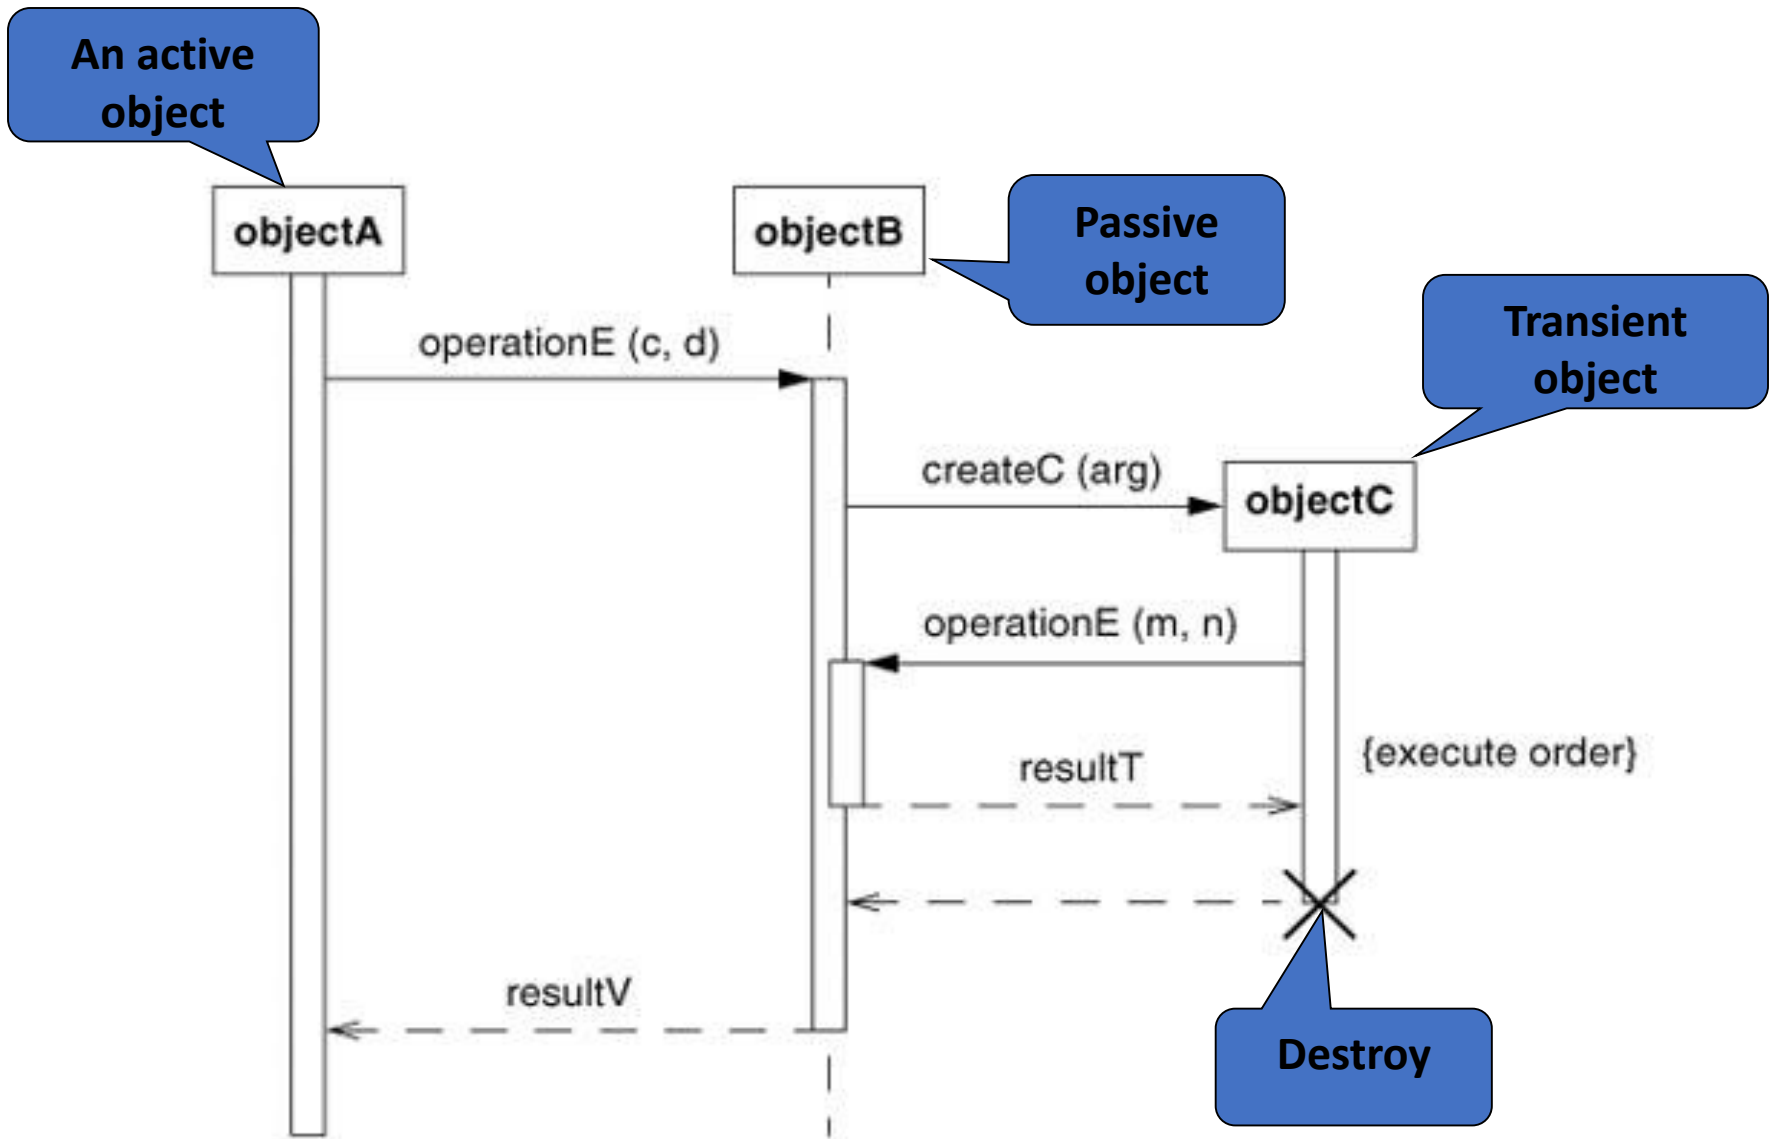 An active
object
objectA
objectB
Passive
object
Transient
object
operationE (c, d)
createC (arg)
objectC
operationE (m, n)
{execute order}
resultT
resultV
Destroy